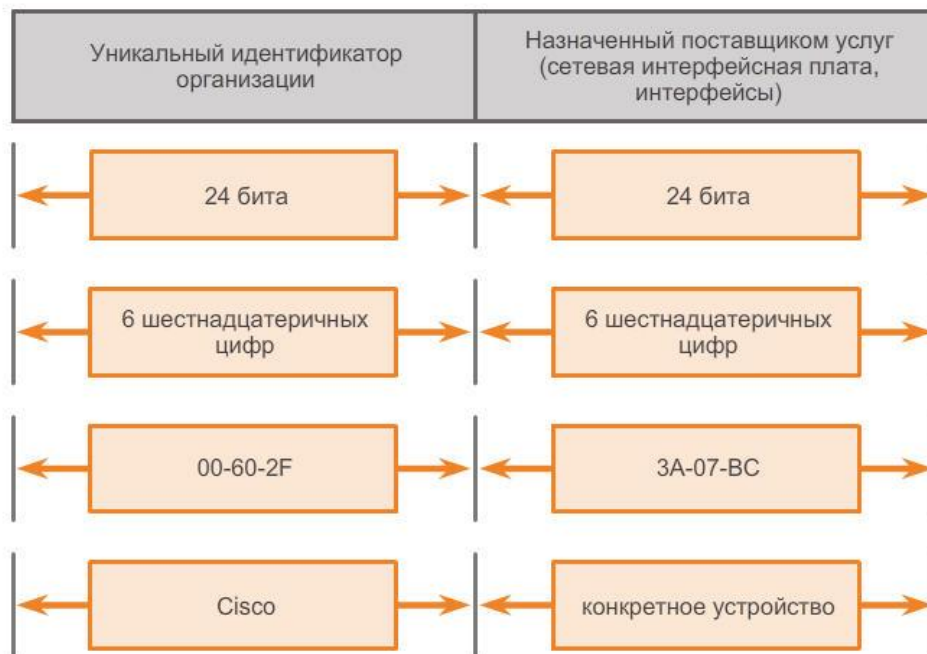 Уникальный идентификатор
организации
Назначенный поставщиком услуг
(сетевая интерфейсная плата,
интерфейсы)
24 бита
24 бита
6 шестнадцатеричных
цифр
6 шестнадцатеричных
цифр
00-60-2F
3A-07-BC
Cisco
конкретное устройство